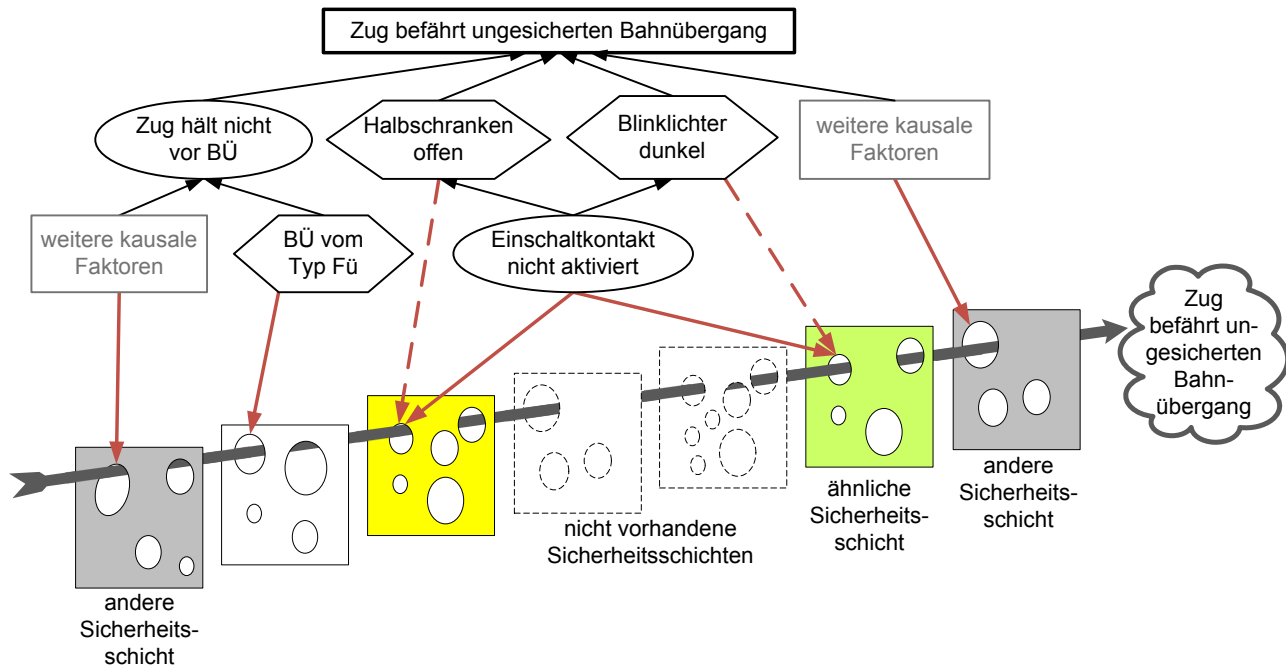 Zug befährt ungesicherten Bahnübergang
Zug hält nicht
vor BÜ
Halbschranken
offen
Blinklichter
dunkel
weitere kausale
Faktoren
weitere kausale
Faktoren
BÜ vom
Typ Fü
Einschaltkontakt
nicht aktiviert
Zug
befährt un-
gesicherten
Bahn-
übergang
andere
Sicherheits-
schicht
nicht vorhandene
Sicherheitsschichten
ähnliche
Sicherheits-
schicht
andere
Sicherheits-
schicht